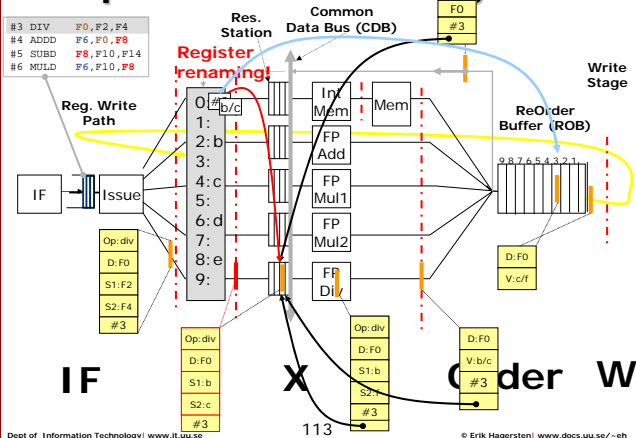 #3 DIV F0,F2,F4
#4 ADDD F6,F0,F8
#5 SUBD F8,F10,F14
#6 MULD F6,F10,F8
Register
renaming!
Res.
Station
Common
Data Bus (CDB)
F0
#3
Write
Stage
Reg. Write
Path
ReOrder
Buffer (ROB)
9 8 7 6 5 4 3 2 1
IF
Issue
0:
#
b/c
1:
2:b
3:
4:c
5:
6:d
7:
8:e
9:
Int
Mem
Mem
FP
Add
FP
Mul1
FP
Mul2
FP
Div
Op:div
D:F0
S1:F2
S2:F4
#3
Op:div
D:F0
S1:b
S2:c
#3
Op:div
D:F0
S1:b
#3
D:F0
V:b/c
#3
D:F0
V:c/f
IF
X
der
W
113
Dept of Information Technology| www.it.uu.se
© Erik Hagersten| www.docs.uu.se/~eh